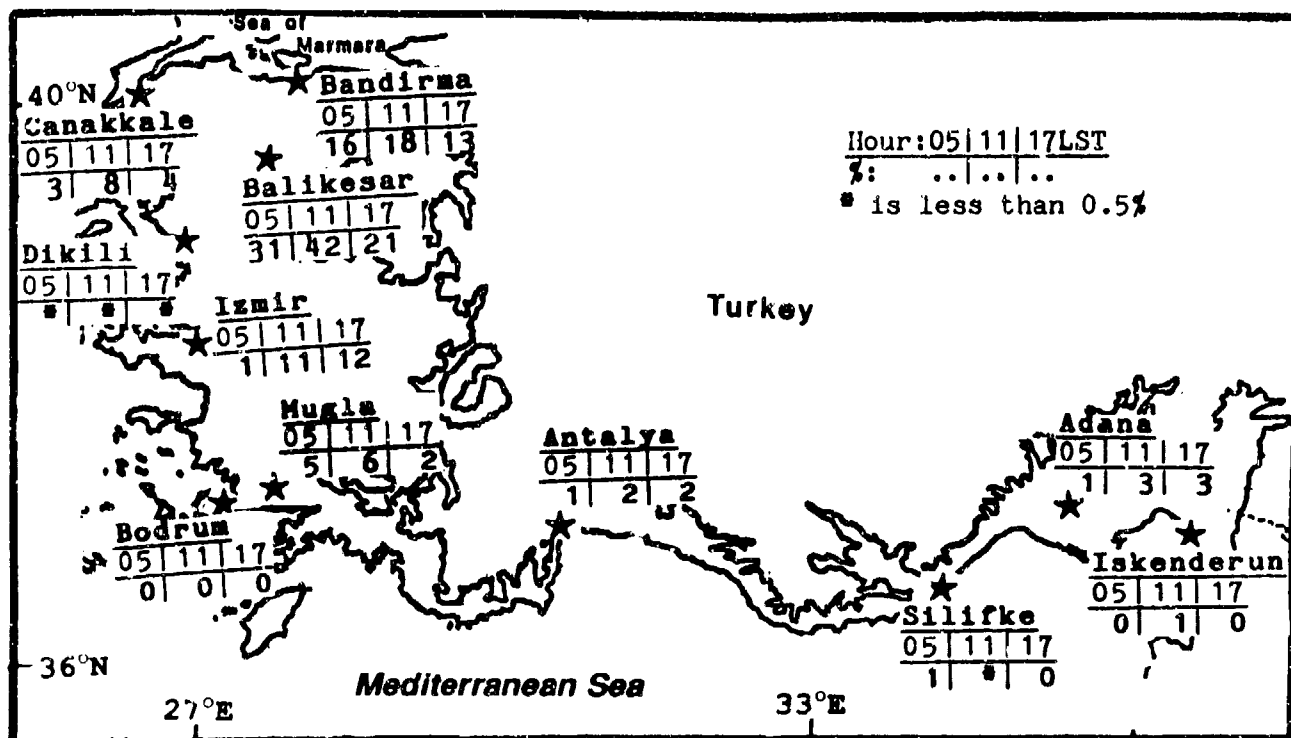 Sea of
Marmara
40°N
Bandirma
05 | 11 | 17
16 | 18 | 13
Canakkale
05 | 11 | 17
3 | 8 | 4
Hour:05|11|17LST
%: ..|..|..
* is less than 0.5%
Balikesar
05 | 11 | 17
31 | 42 | 21
Dikili
05 | 11 | 17
* | * | *
Izmir
05 | 11 | 17
1 | 11 | 12
Turkey
Mugla
05 | 11 | 17
5 | 6 | 2
Antalya
05 | 11 | 17
1 | 2 | 2
Adana
05 | 11 | 17
1 | 3 | 3
Bodrum
05 | 11 | 17
0 | 0 | 0
Iskenderun
05 | 11 | 17
0 | 1 | 0
Silifke
05 | 11 | 17
1 | * | 0
36°N
Mediterranean Sea
27°E
33°E